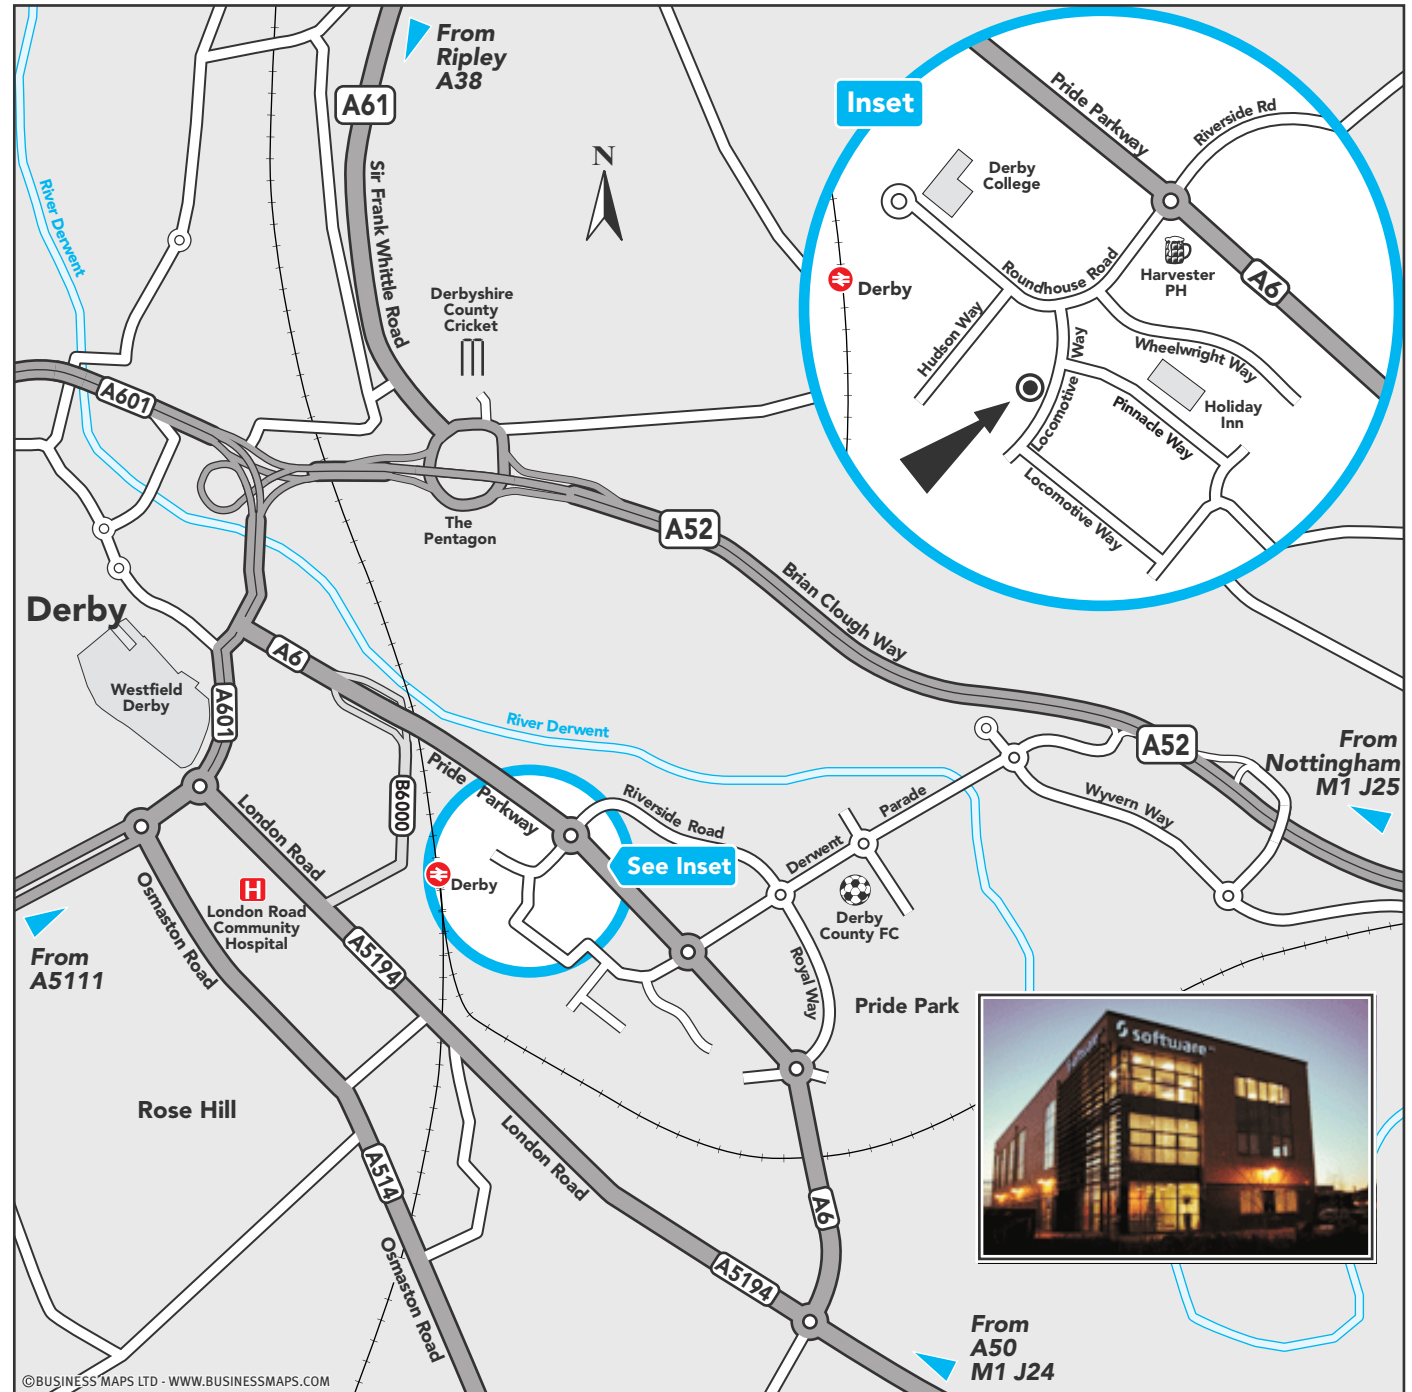 From
Ripley
A38
A61
Sir Frank Whittle Road
N
River Derwent
Derbyshire
County
Cricket
A601
The
Pentagon
A52
Brian Clough Way
Inset
Pride Parkway
Riverside Rd
Derby
College
Derby
Roundhouse Road
Harvester
PH
A6
Hudson Way
Locomotive
Way
Wheelwright Way
Holiday
Inn
Pinnacle Way
Locomotive Way
Derby
Westfield
Derby
A601
A6
River Derwent
Pride Parkway
B6000
Riverside Road
See Inset
Derby
Derwent Parade
Derby
County FC
Royal Way
Pride Park
A52
Wyvern Way
From
Nottingham
M1 J25
London Road
H
London Road
Community
Hospital
Osmaston Road
From
A5111
A5194
Rose Hill
A514
London Road
Osmaston Road
A6
A5194
software
From
A50
M1 J24
©BUSINESS MAPS LTD - WWW.BUSINESSMAPS.COM